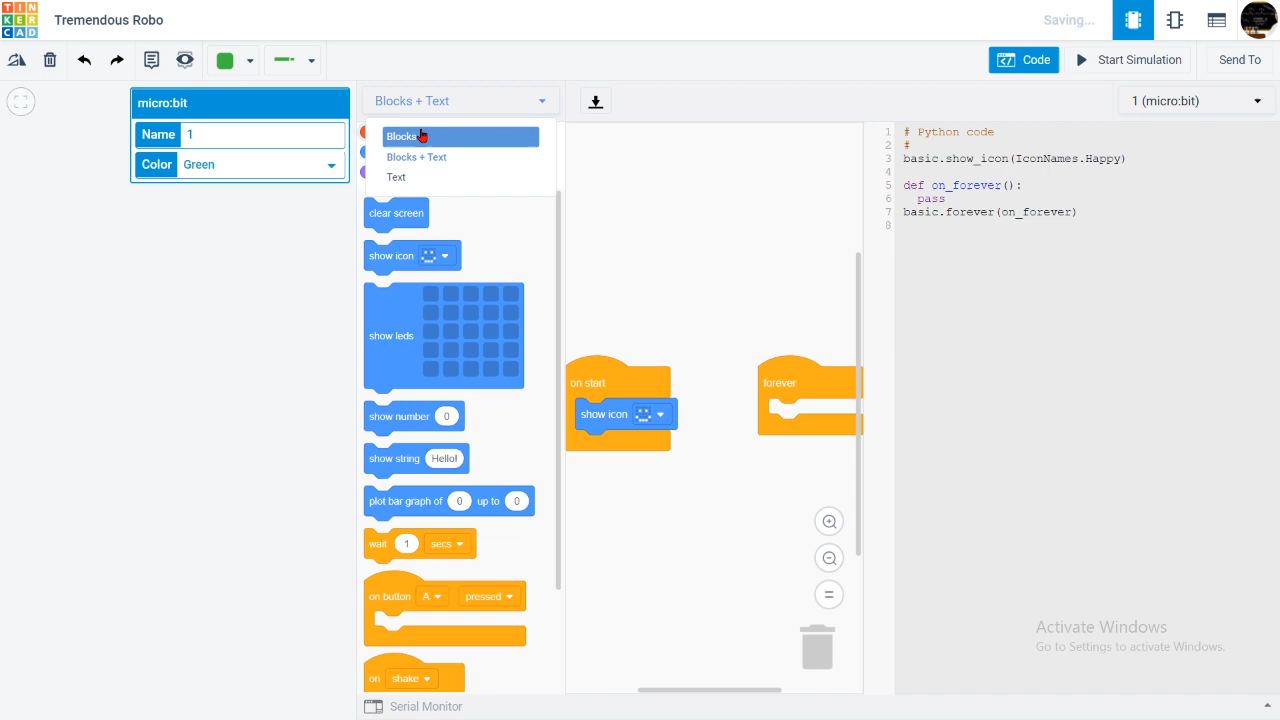 TIN
KER
CAD
Tremendous Robo
Saving...
Code
Start Simulation
Send To
micro:bit
Name 1
Color Green
Blocks + Text
1 (micro:bit)
Blocks
Blocks + Text
Text
clear screen
show icon
show leds
show number 0
show string Hello!
plot bar graph of 0 up to 0
wait 1 secs
on button A pressed
on shake
on start
show icon
forever
1 # Python code
2 #
3 basic.show_icon(IconNames.Happy)
4
5 def on_forever():
6 pass
7 basic.forever(on_forever)
8
Activate Windows
Go to Settings to activate Windows.
Serial Monitor